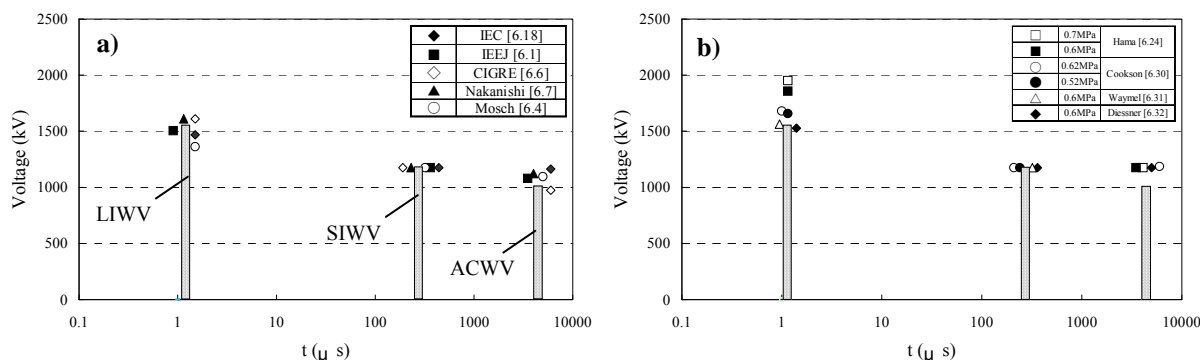 a)
Voltage (kV)
2500
2000
1500
1000
500
0
0.1 1 10 100 1000 10000
t (μ s)
IEC [6.18]
IEEJ [6.1]
CIGRE [6.6]
Nakanishi [6.7]
Mosch [6.4]
LIWV
SIWV
ACWV
b)
Voltage (kV)
2500
2000
1500
1000
500
0
0.1 1 10 100 1000 10000
t (μ s)
0.7MPa Hama [6.24]
0.6MPa
0.62MPa Cookson [6.30]
0.52MPa
0.6MPa Waymel [6.31]
0.6MPa Diessner [6.32]